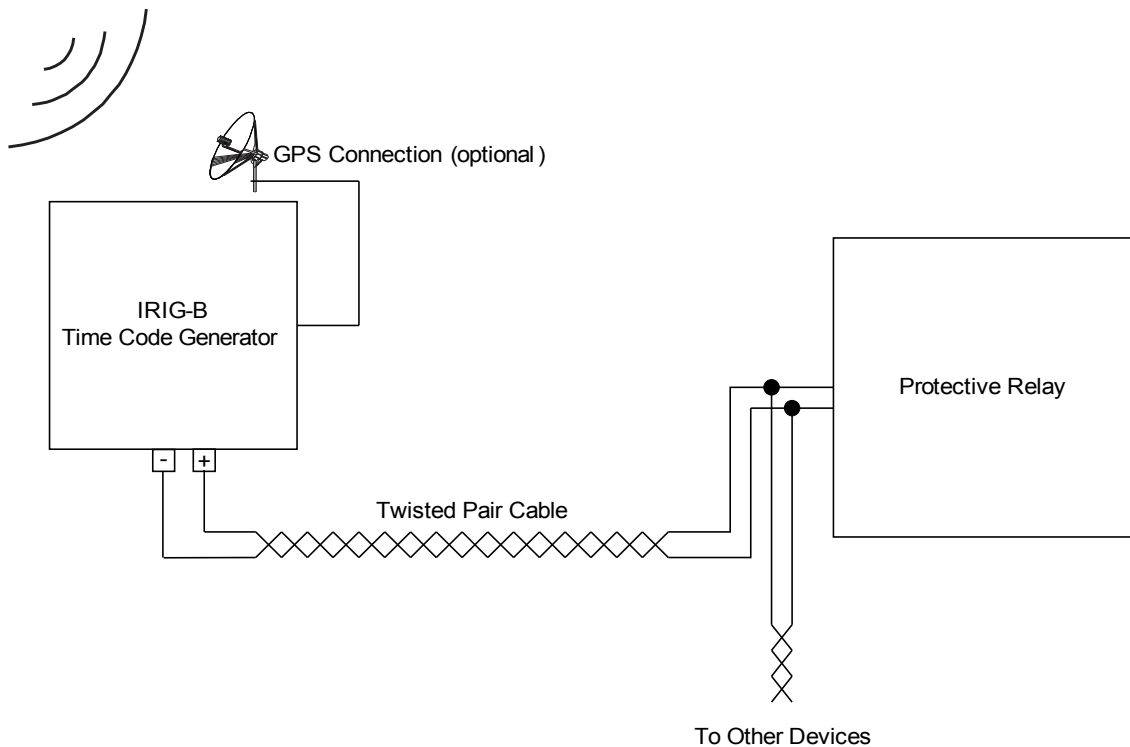 GPS Connection (optional)
IRIG-B
Time Code Generator
Protective Relay
- +
Twisted Pair Cable
To Other Devices